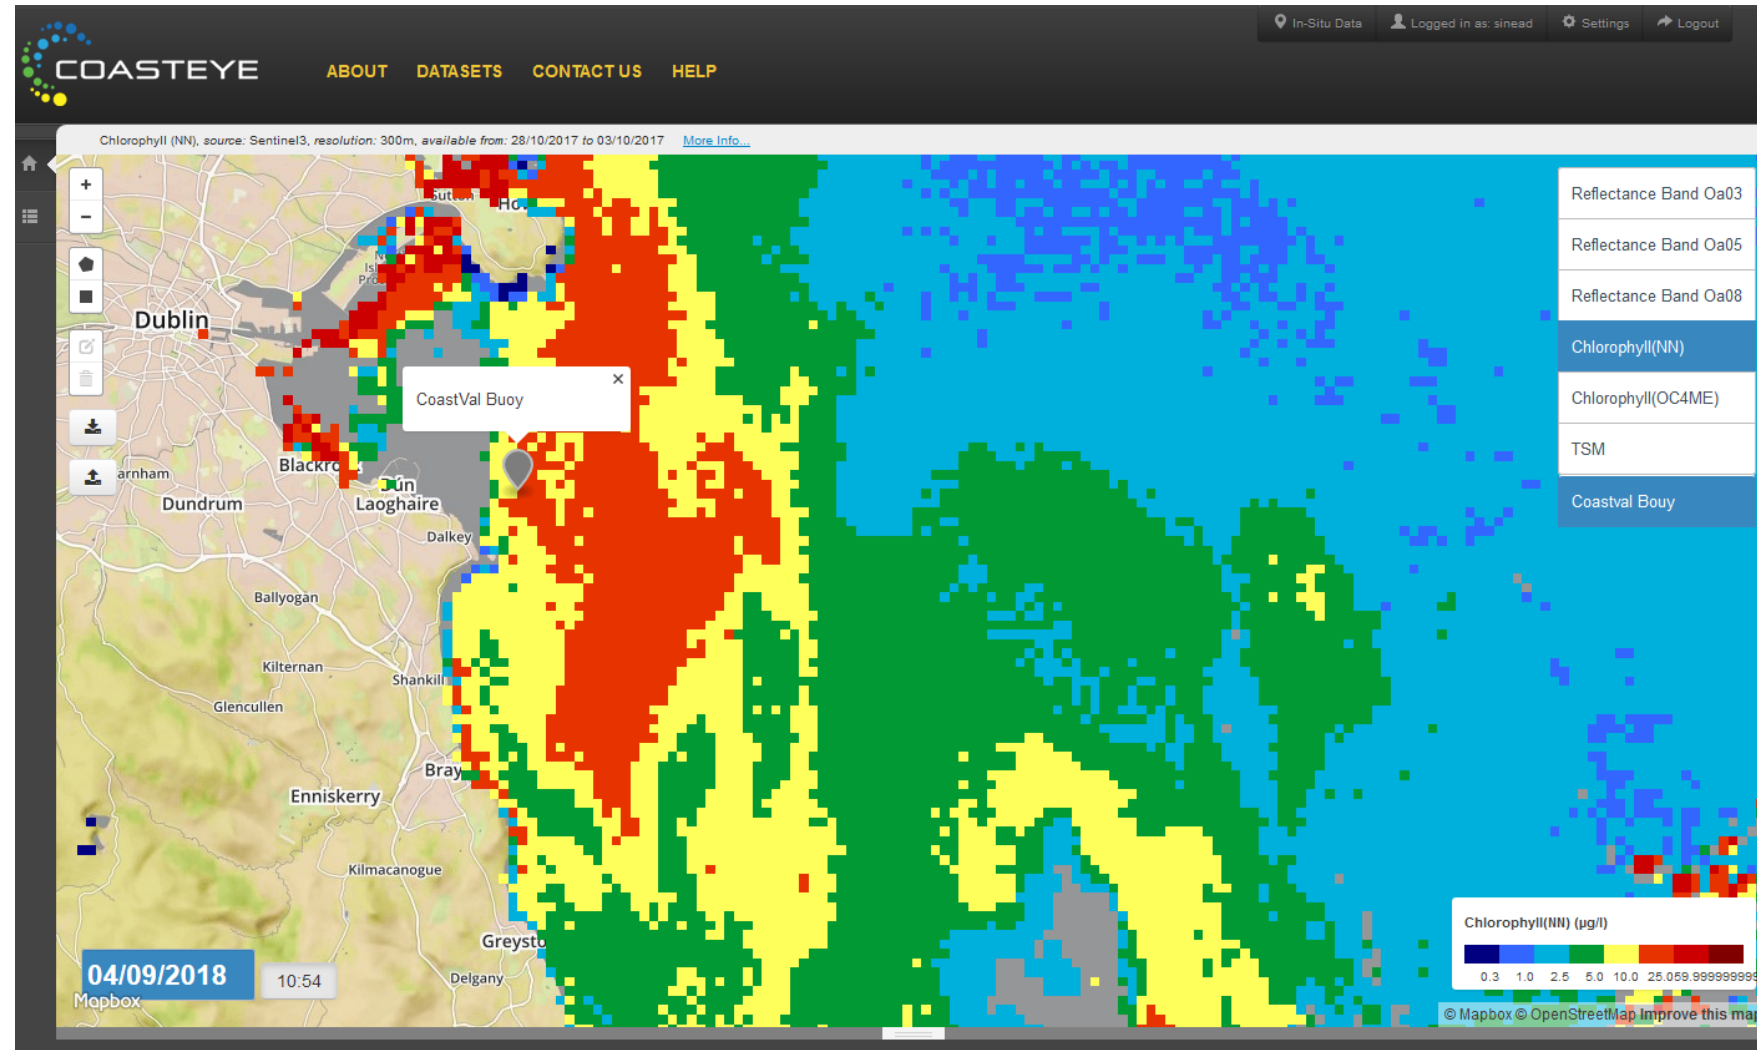 In-Situ Data Logged in as: sinead Settings Logout
COASTEYE
ABOUT DATASETS CONTACT US HELP
Chlorophyll (NN), source: Sentinel3, resolution: 300m, available from: 28/10/2017 to 03/10/2017 More Info...
+
-
Reflectance Band Oa03
Reflectance Band Oa05
Reflectance Band Oa08
Chlorophyll(NN)
Chlorophyll(OC4ME)
TSM
Coastval Bouy
Sutton
Dublin
CoastVal Buoy
×
Blackro
arnham
Dún
Laoghaire
Dundrum
Dalkey
Ballyogan
Kilternan
Shankill
Glencullen
Bray
Enniskerry
Kilmacanogue
Greysto
Delgany
04/09/2018
10:54
Mapbox
Chlorophyll(NN) (µg/l)
0.3 1.0 2.5 5.0 10.0 25.0 59.999999999
© Mapbox © OpenStreetMap Improve this map